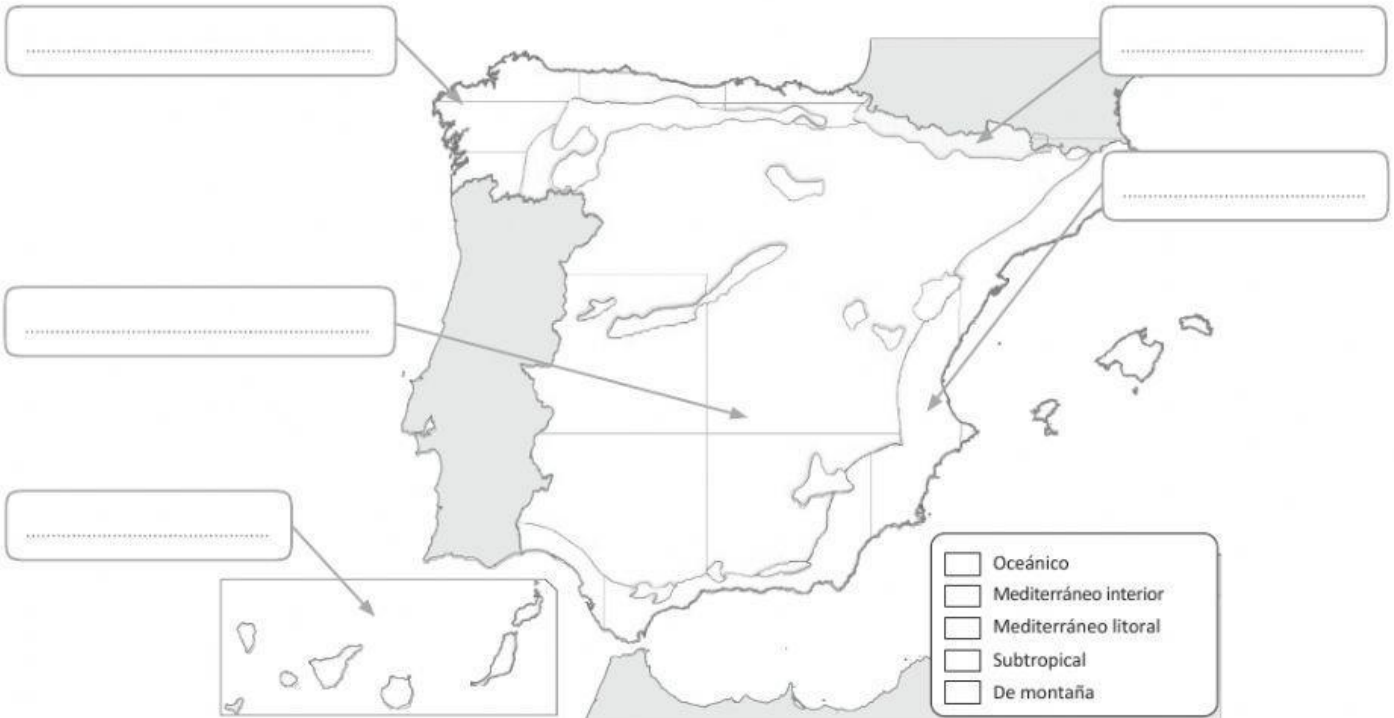 Oceánico
Mediterráneo interior
Mediterráneo litoral
Subtropical
De montaña